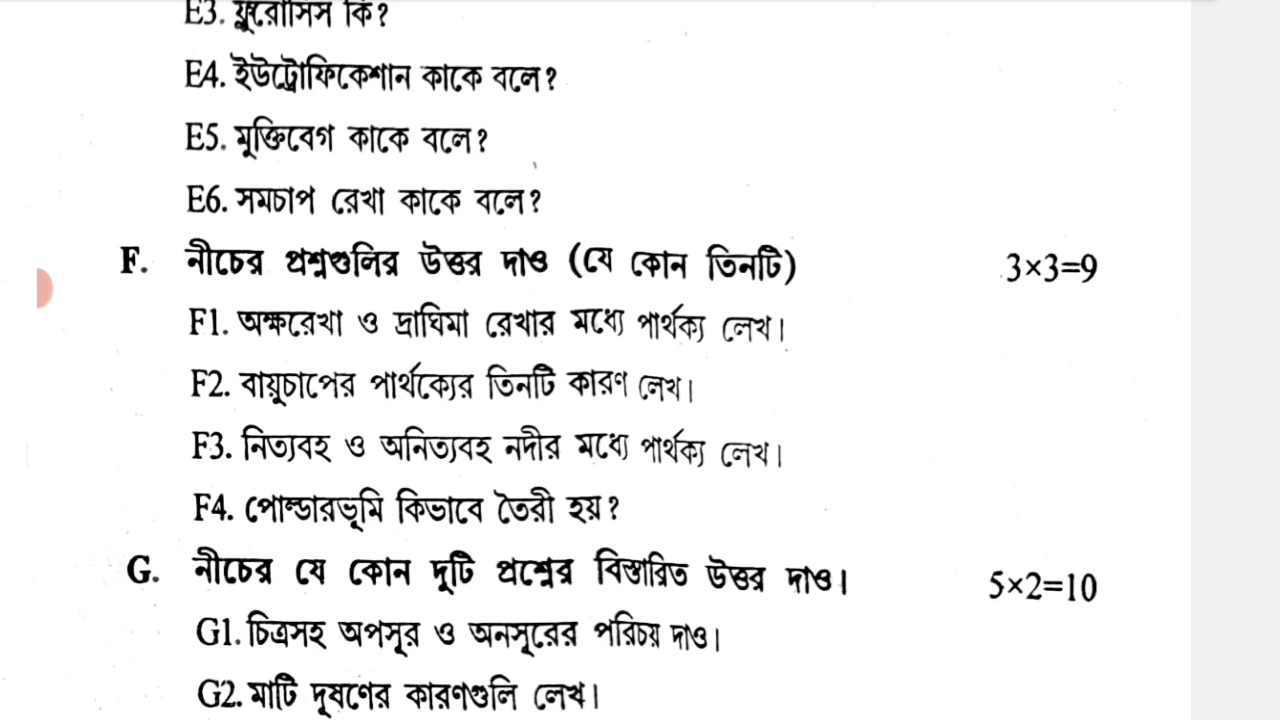 E3. ফ্লুরোসিস কি?
E4. ইউট্রোফিকেশান কাকে বলে?
E5. মুক্তিবেগ কাকে বলে?
E6. সমচাপ রেখা কাকে বলে?
F. নীচের প্রশ্নগুলির উত্তর দাও (যে কোন তিনটি) 3×3=9
F1. অক্ষরেখা ও দ্রাঘিমা রেখার মধ্যে পার্থক্য লেখ।
F2. বায়ুচাপের পার্থক্যের তিনটি কারণ লেখ।
F3. নিত্যবহ ও অনিত্যবহ নদীর মধ্যে পার্থক্য লেখ।
F4. পোল্ডারভূমি কিভাবে তৈরী হয়?
G. নীচের যে কোন দুটি প্রশ্নের বিস্তারিত উত্তর দাও। 5×2=10
G1. চিত্রসহ অপসূর ও অনসূরের পরিচয় দাও।
G2. মাটি দূষণের কারণগুলি লেখ।